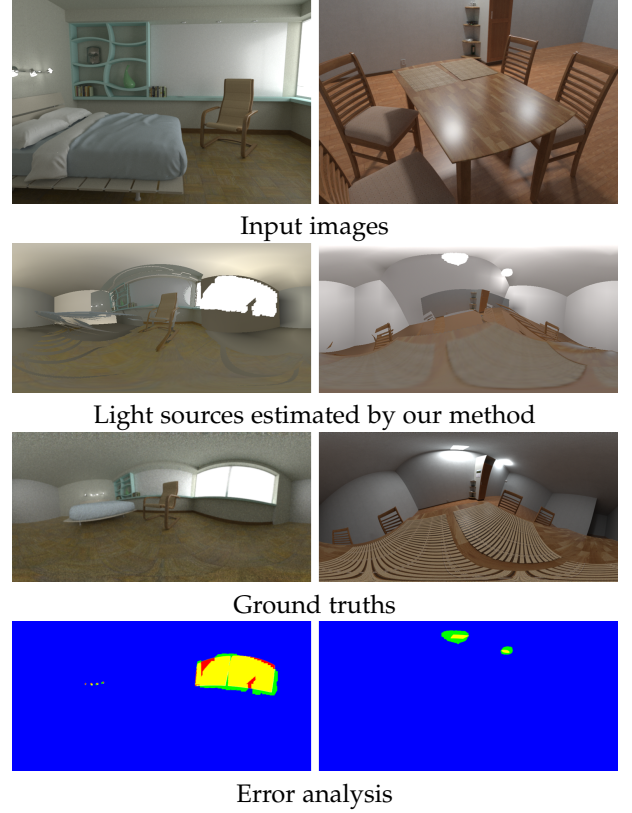 Input images
Light sources estimated by our method
Ground truths
Error analysis